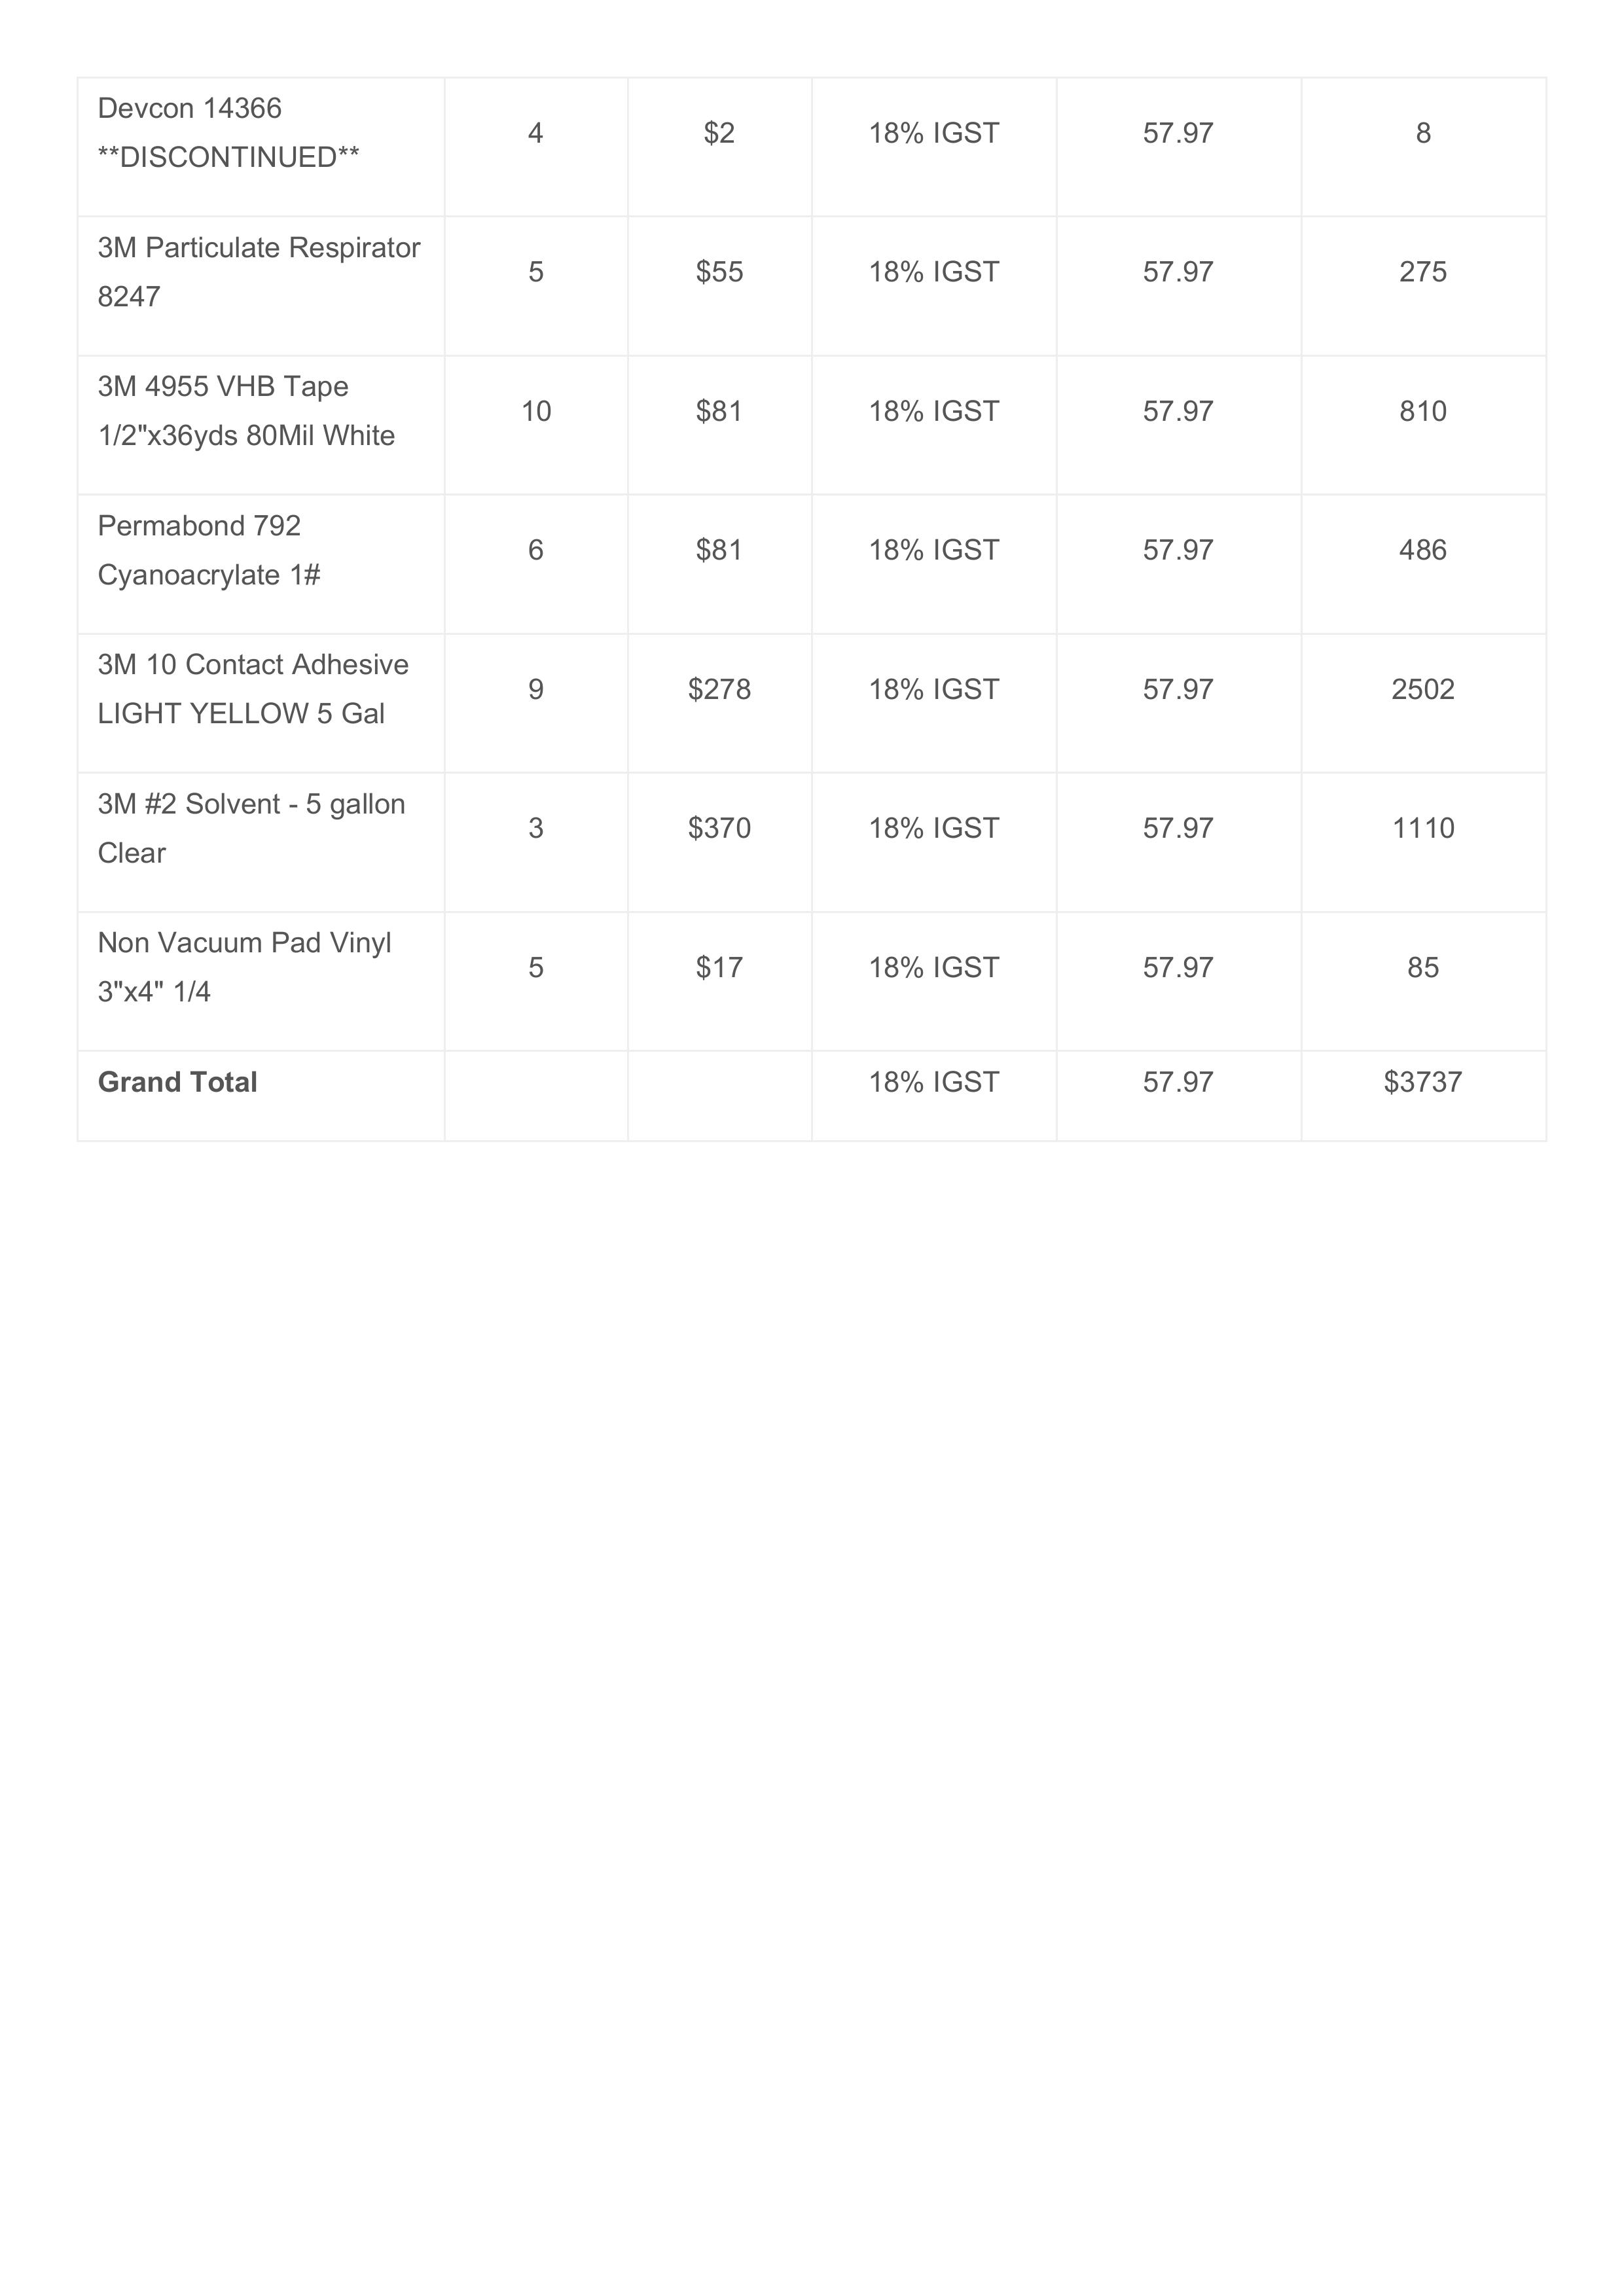 Devcon 14366
**DISCONTINUED**
4 $2 18% IGST 57.97 8
3M Particulate Respirator
8247
5 $55 18% IGST 57.97 275
3M 4955 VHB Tape
1/2"x36yds 80Mil White
10 $81 18% IGST 57.97 810
Permabond 792
Cyanoacrylate 1#
6 $81 18% IGST 57.97 486
3M 10 Contact Adhesive
LIGHT YELLOW 5 Gal
9 $278 18% IGST 57.97 2502
3M #2 Solvent - 5 gallon
Clear
3 $370 18% IGST 57.97 1110
Non Vacuum Pad Vinyl
3"x4" 1/4
5 $17 18% IGST 57.97 85
Grand Total 18% IGST 57.97 $3737